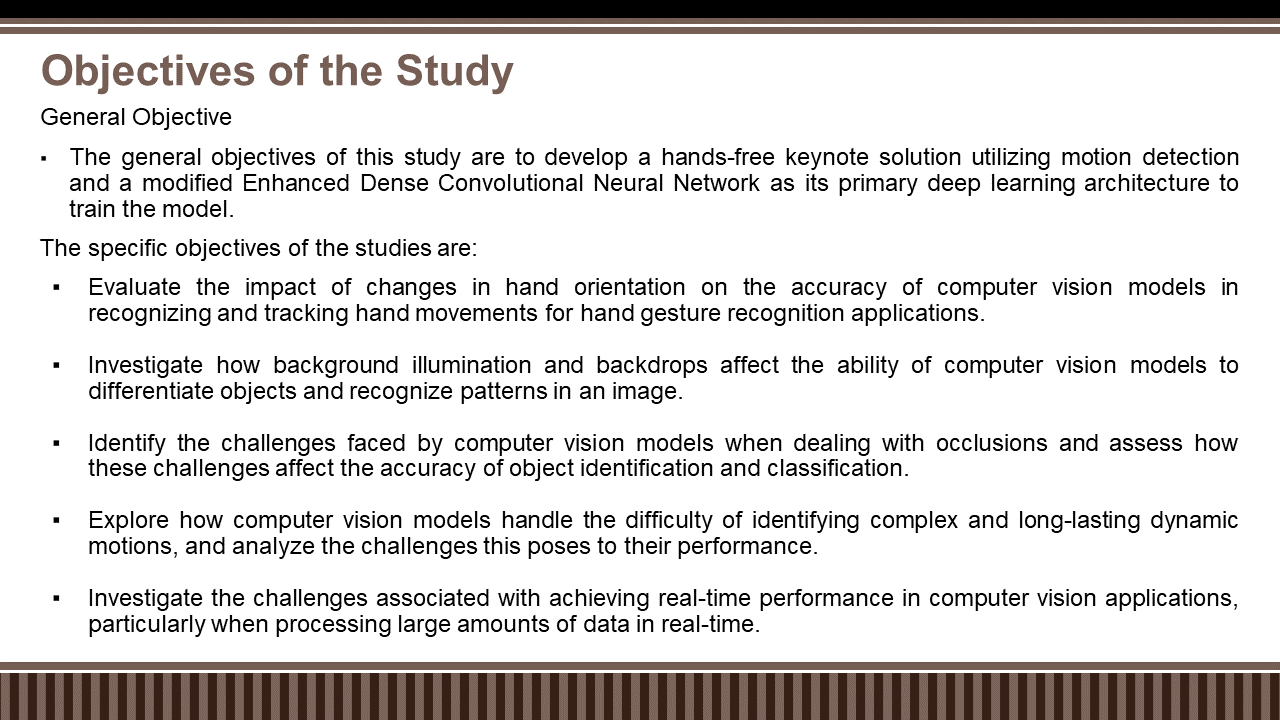 Objectives of the Study
General Objective
▪ The general objectives of this study are to develop a hands-free keynote solution utilizing motion detection
and a modified Enhanced Dense Convolutional Neural Network as its primary deep learning architecture to
train the model.
The specific objectives of the studies are:
▪ Evaluate the impact of changes in hand orientation on the accuracy of computer vision models in
recognizing and tracking hand movements for hand gesture recognition applications.
▪ Investigate how background illumination and backdrops affect the ability of computer vision models to
differentiate objects and recognize patterns in an image.
▪ Identify the challenges faced by computer vision models when dealing with occlusions and assess how
these challenges affect the accuracy of object identification and classification.
▪ Explore how computer vision models handle the difficulty of identifying complex and long-lasting dynamic
motions, and analyze the challenges this poses to their performance.
▪ Investigate the challenges associated with achieving real-time performance in computer vision applications,
particularly when processing large amounts of data in real-time.